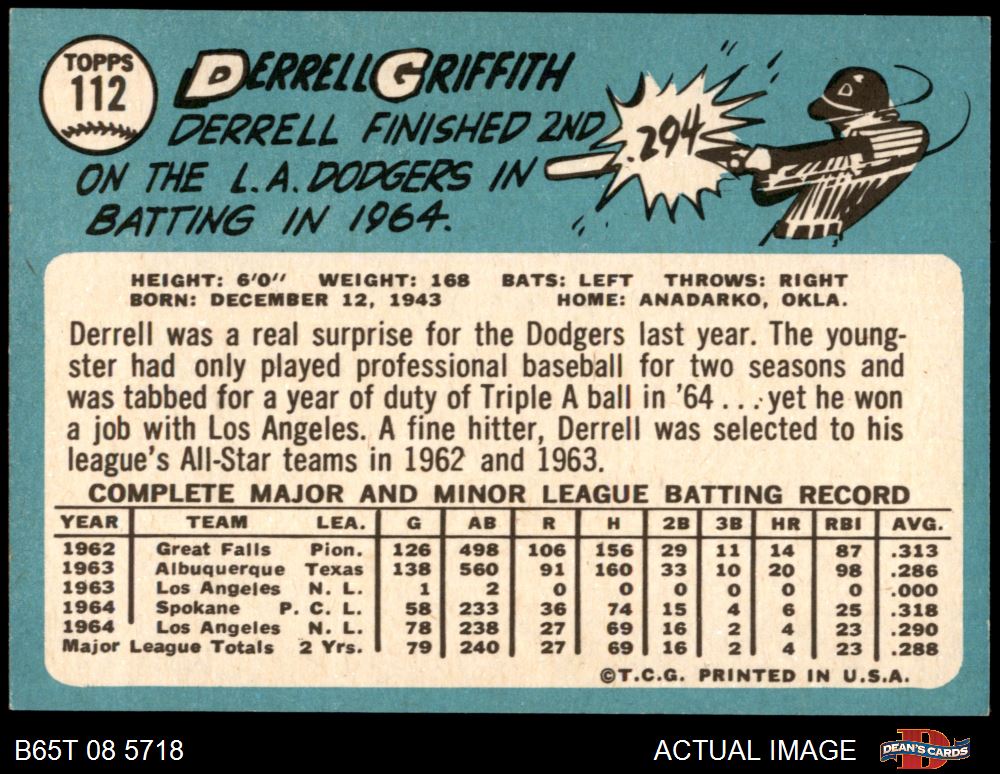 TOPPS
112
DERRELL GRIFFITH
DERRELL FINISHED 2ND
ON THE L.A. DODGERS IN
BATTING IN 1964.
.294
HEIGHT: 6'0" WEIGHT: 168 BATS: LEFT THROWS: RIGHT
BORN: DECEMBER 12, 1943 HOME: ANADARKO, OKLA.
Derrell was a real surprise for the Dodgers last year. The young-
ster had only played professional baseball for two seasons and
was tabbed for a year of duty of Triple A ball in '64 . . . yet he won
a job with Los Angeles. A fine hitter, Derrell was selected to his
league's All-Star teams in 1962 and 1963.
COMPLETE MAJOR AND MINOR LEAGUE BATTING RECORD
YEAR TEAM LEA. G AB R H 2B 3B HR RBI AVG.
1962 Great Falls Pion. 126 498 106 156 29 11 14 87 .313
1963 Albuquerque Texas 138 560 91 160 33 10 20 98 .286
1963 Los Angeles N. L. 1 2 0 0 0 0 0 0 .000
1964 Spokane P. C. L. 58 233 36 74 15 4 6 25 .318
1964 Los Angeles N. L. 78 238 27 69 16 2 4 23 .290
Major League Totals 2 Yrs. 79 240 27 69 16 2 4 23 .288
©T.C.G. PRINTED IN U.S.A.
B65T 08 5718 ACTUAL IMAGE DEAN'S CARDS